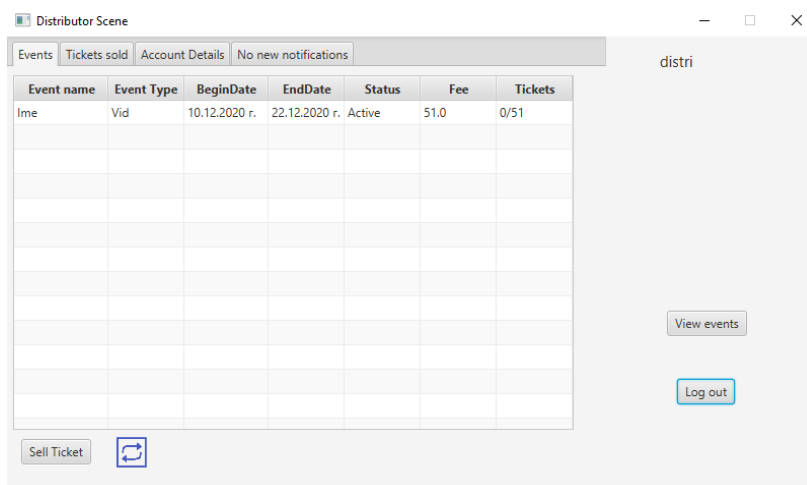 Distributor Scene
Events Tickets sold Account Details No new notifications
distri
Event name Event Type BeginDate EndDate Status Fee Tickets
Ime Vid 10.12.2020 г. 22.12.2020 г. Active 51.0 0/51
View events
Log out
Sell Ticket